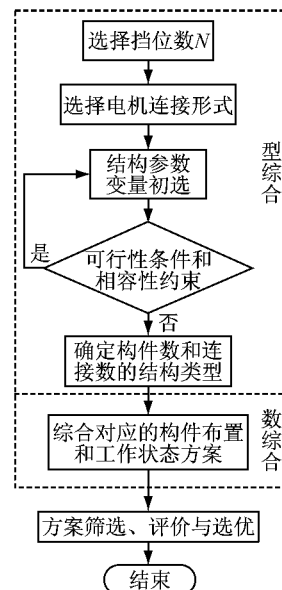 选择挡位数N
选择电机连接形式
结构参数
变量初选
是
可行性条件和
相容性约束
否
确定构件数和连
接数的结构类型
型综合
综合对应的构件布置
和工作状态方案
数综合
方案筛选、评价与选优
结束